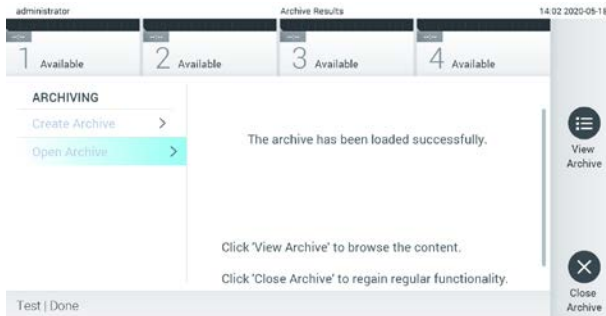 administrator Archive Results 14:02 2020-05-18
1 Available 2 Available 3 Available 4 Available
ARCHIVING
Create Archive
Open Archive
The archive has been loaded successfully.
Click 'View Archive' to browse the content.
Click 'Close Archive' to regain regular functionality.
View
Archive
Close
Archive
Test | Done